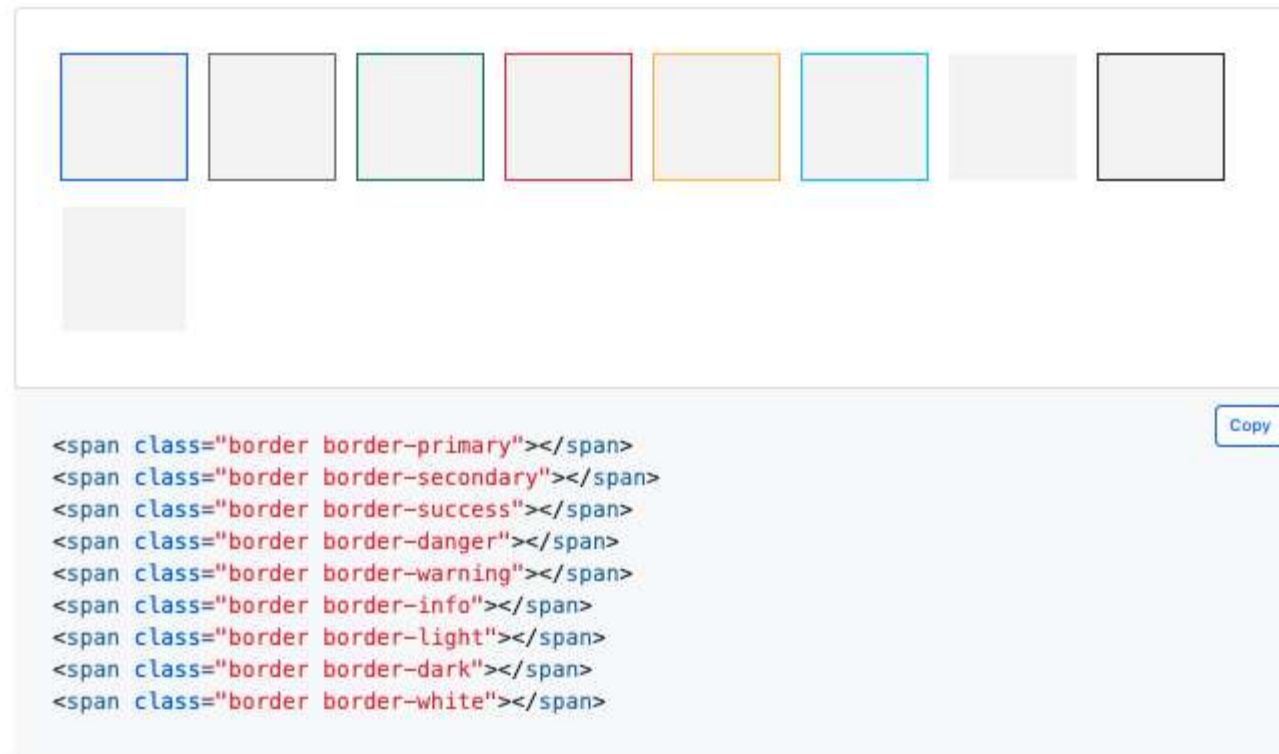 Copy
<span class="border border-primary"></span>
<span class="border border-secondary"></span>
<span class="border border-success"></span>
<span class="border border-danger"></span>
<span class="border border-warning"></span>
<span class="border border-info"></span>
<span class="border border-light"></span>
<span class="border border-dark"></span>
<span class="border border-white"></span>